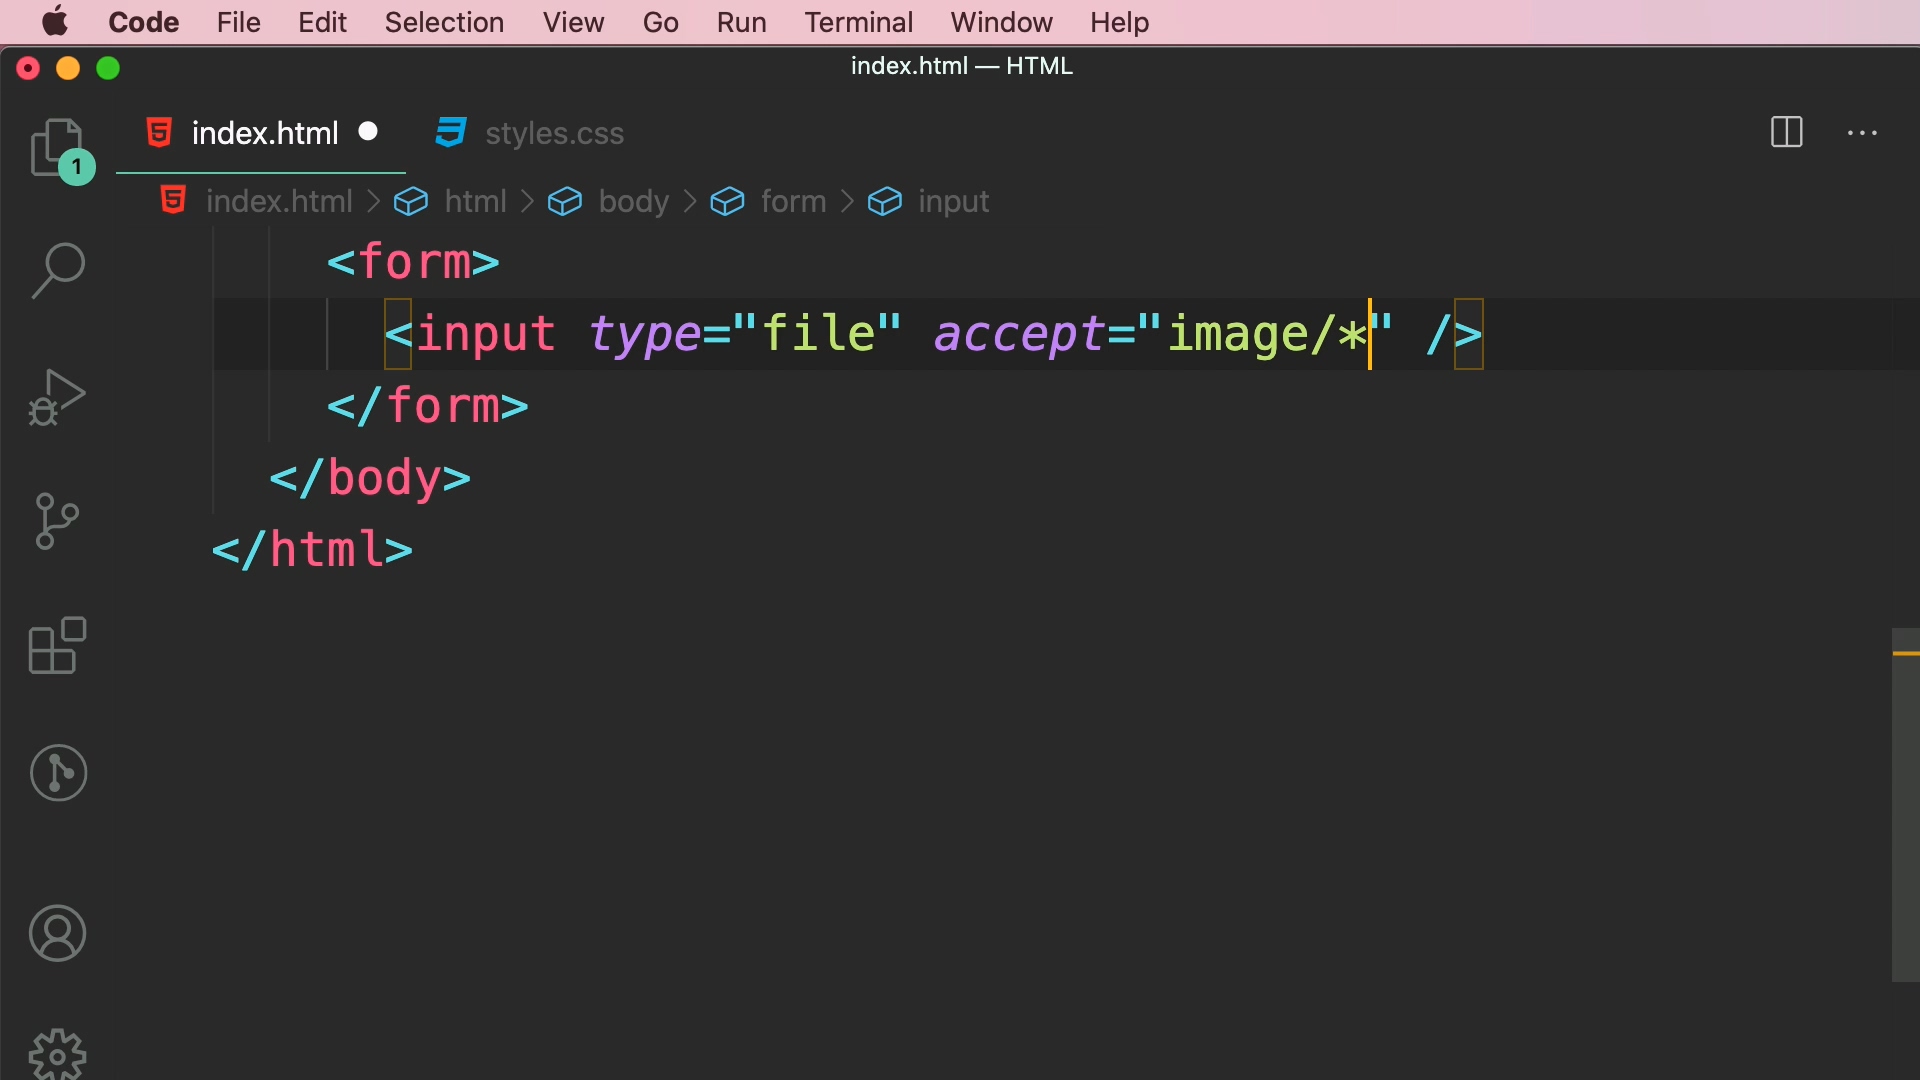 Code File Edit Selection View Go Run Terminal Window Help
index.html — HTML
index.html styles.css
1
index.html > html > body > form > input
<form>
<input type="file" accept="image/*" />
</form>
</body>
</html>